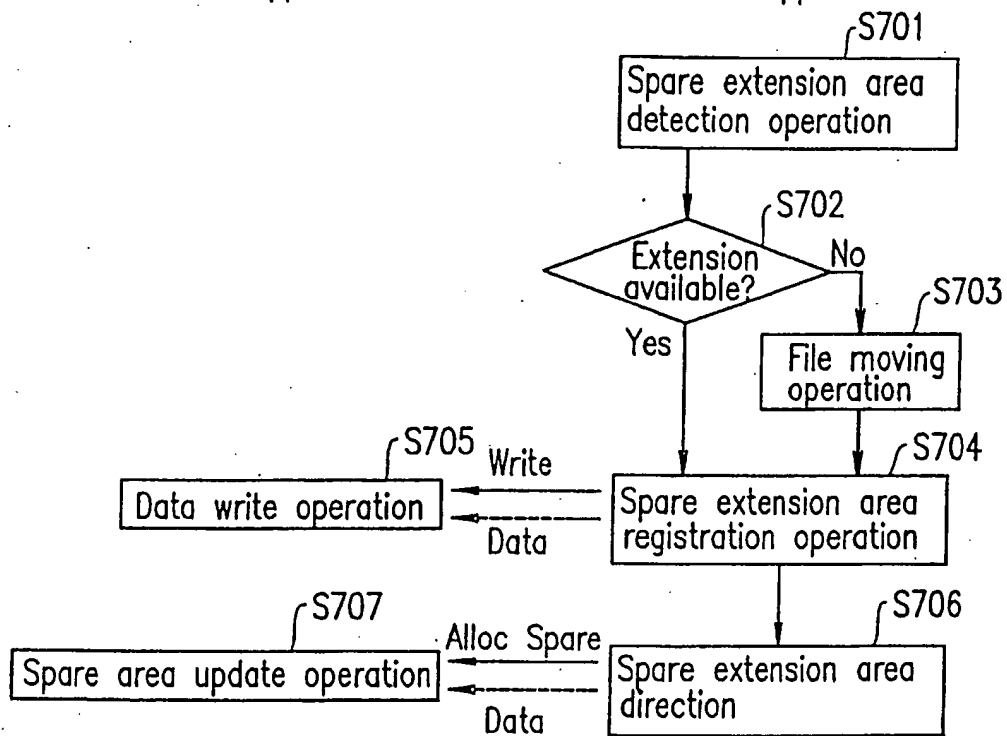 S701
Spare extension area
detection operation
S702
Extension
available?
No
Yes
S703
File moving
operation
S704
Spare extension area
registration operation
S705
Write
Data write operation
Data
S706
Spare extension area
direction
S707
Alloc Spare
Spare area update operation
Data